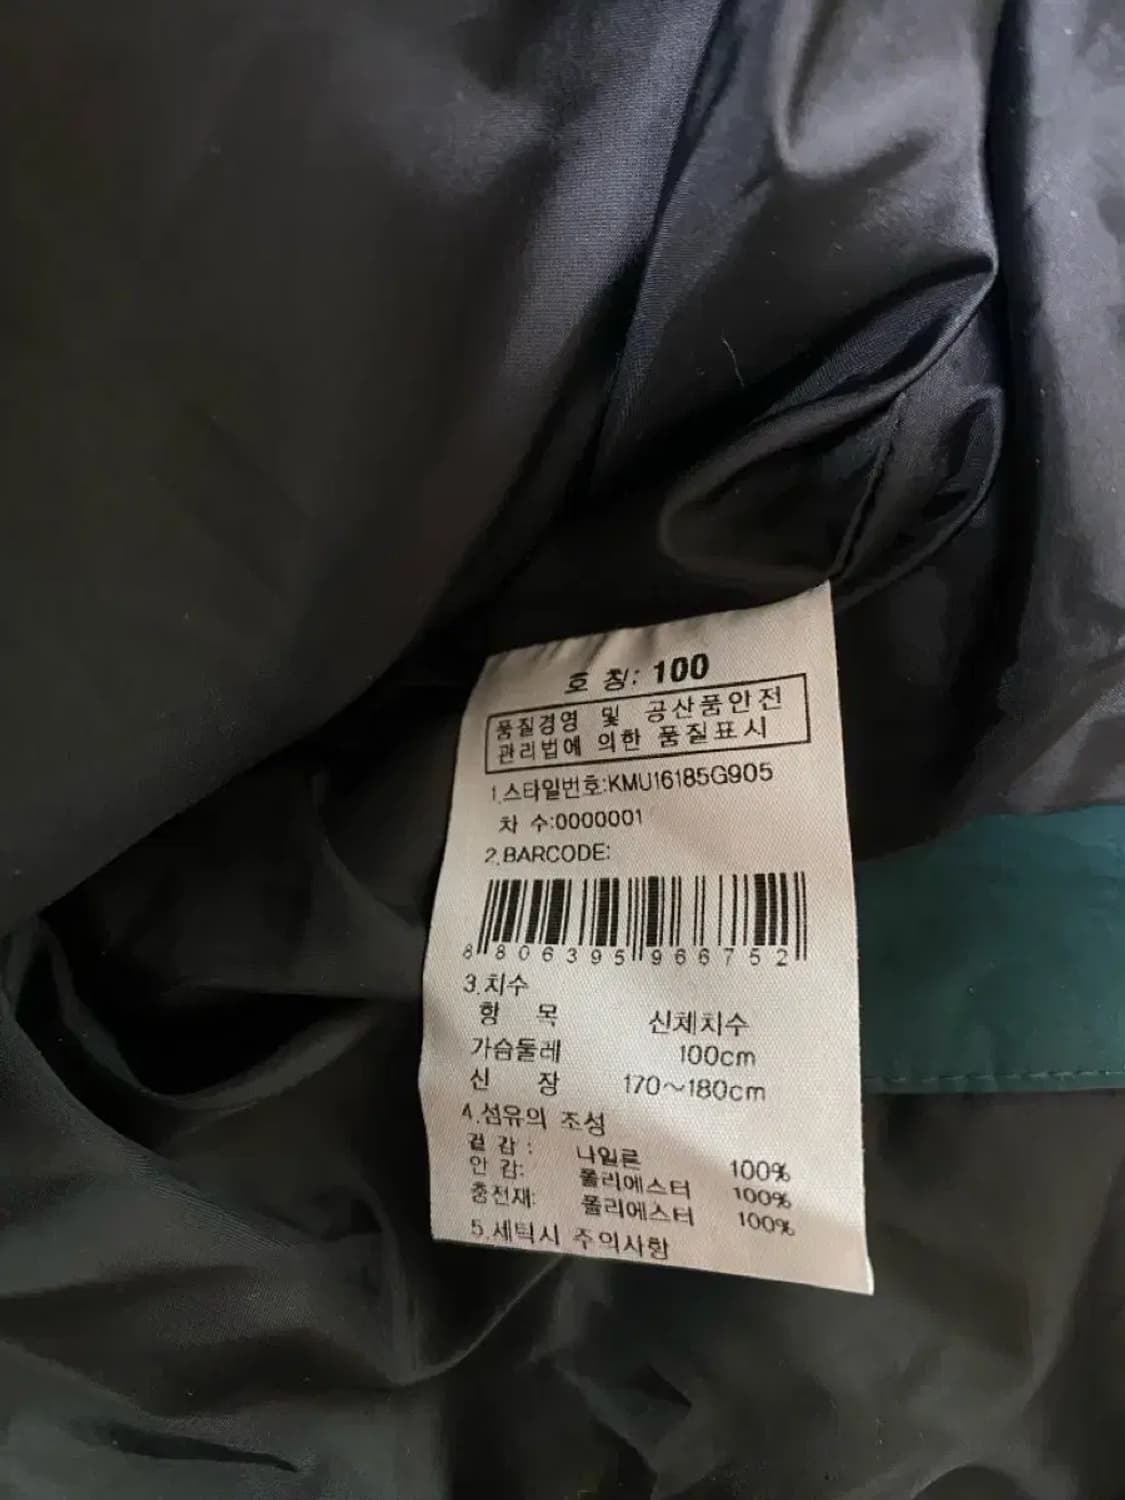 호 칭: 100
품질경영 및 공산품안전
관리법에 의한 품질표시
1.스타일번호:KMU16185G905
차 수:0000001
2.BARCODE:
8 806395 966752
3.치수
항 목 신체치수
가슴둘레 100cm
신 장 170~180cm
4.섬유의 조성
겉 감: 나일론 100%
안 감: 폴리에스터 100%
충전재: 폴리에스터 100%
5.세탁시 주의사항